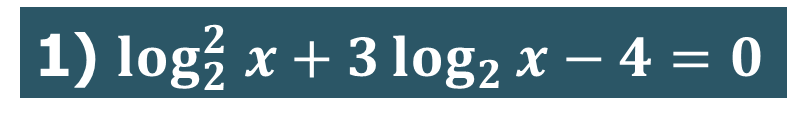 1) log₂² x + 3 log₂ x − 4 = 0